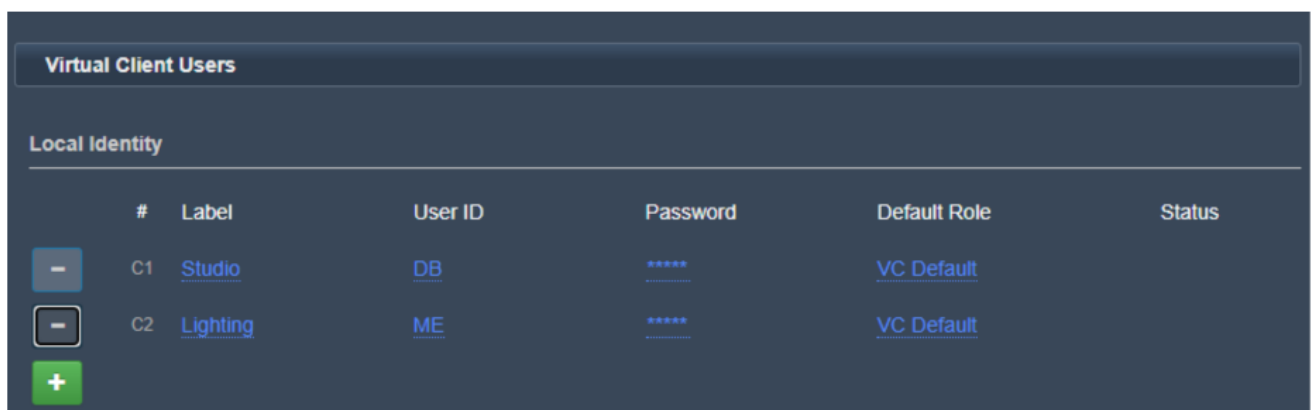 Virtual Client Users
Local Identity
# Label User ID Password Default Role Status
- C1 Studio DB ***** VC Default
- C2 Lighting ME ***** VC Default
+